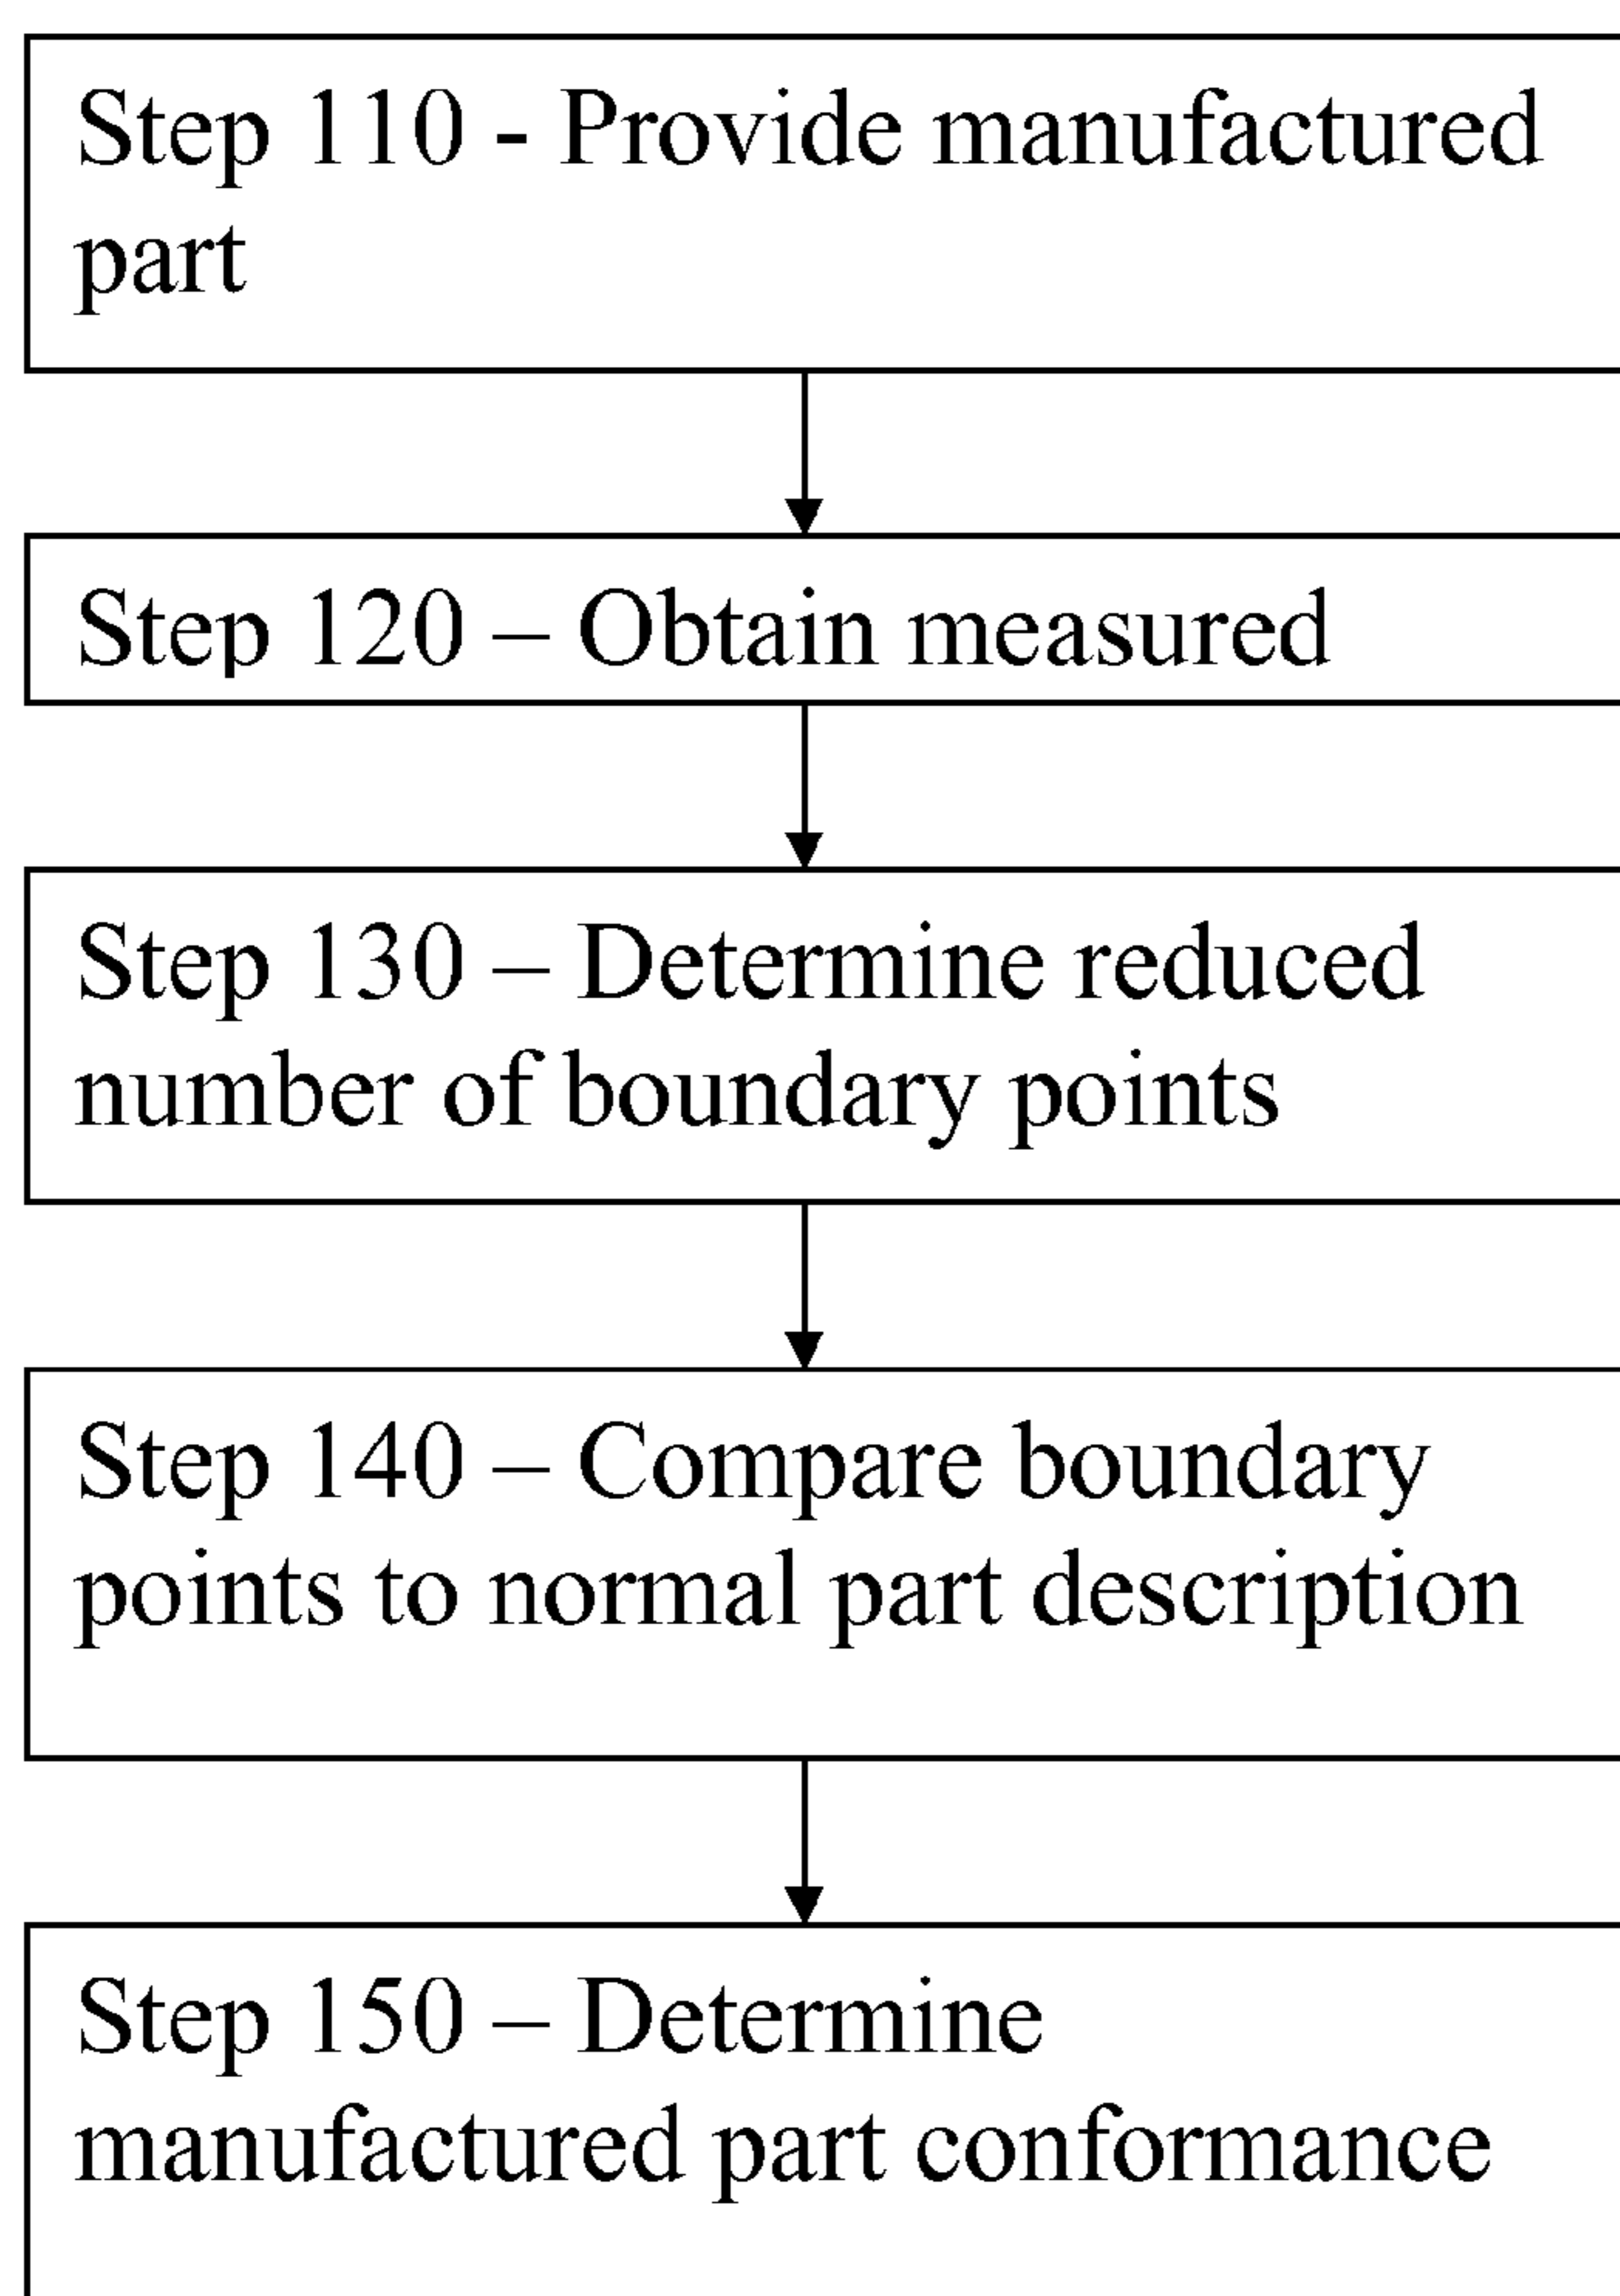 Step 110 - Provide manufactured
part
Step 120 – Obtain measured
Step 130 – Determine reduced
number of boundary points
Step 140 – Compare boundary
points to normal part description
Step 150 – Determine
manufactured part conformance